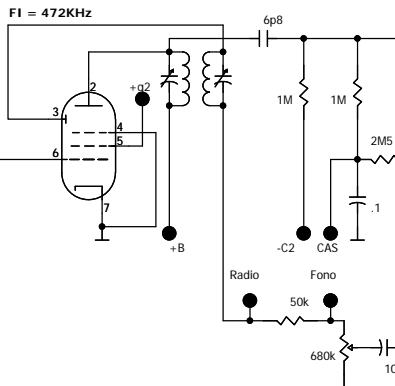 FI = 472KHz
6p8
2
+g2
1M
1M
3
4
5
2M5
6
7
.1
+B
-C2
CAS
Radio
Fono
50k
680k
10